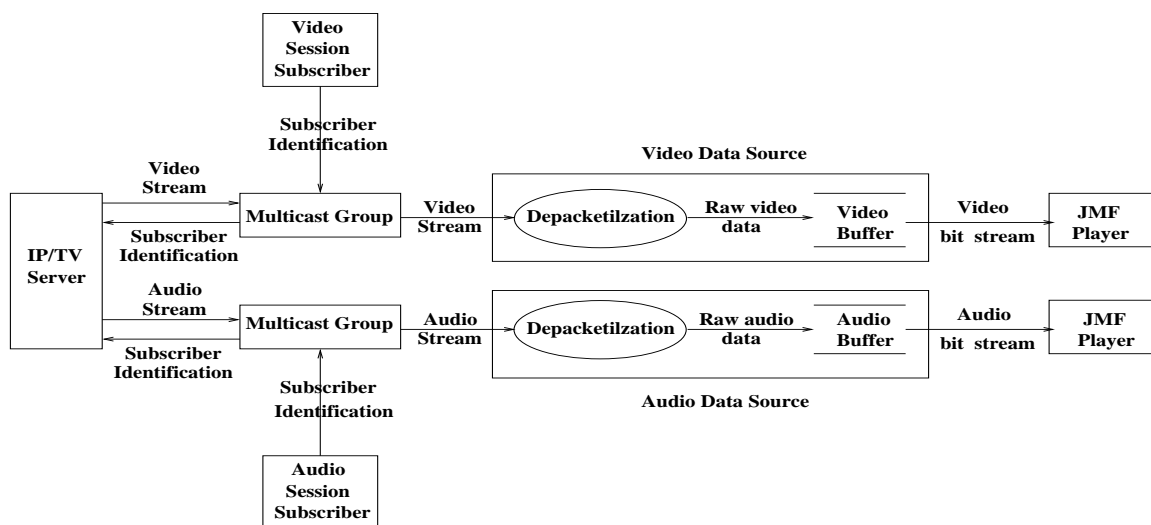 Video
Session
Subscriber
Subscriber
Identification
Video Data Source
Video
Stream
Multicast Group
Video
Stream
Depacketilzation
Raw video
data
Video
Buffer
Video
bit stream
JMF
Player
Subscriber
Identification
IP/TV
Server
Audio
Stream
Multicast Group
Audio
Stream
Depacketilzation
Raw audio
data
Audio
Buffer
Audio
bit stream
JMF
Player
Subscriber
Identification
Subscriber
Identification
Audio Data Source
Audio
Session
Subscriber